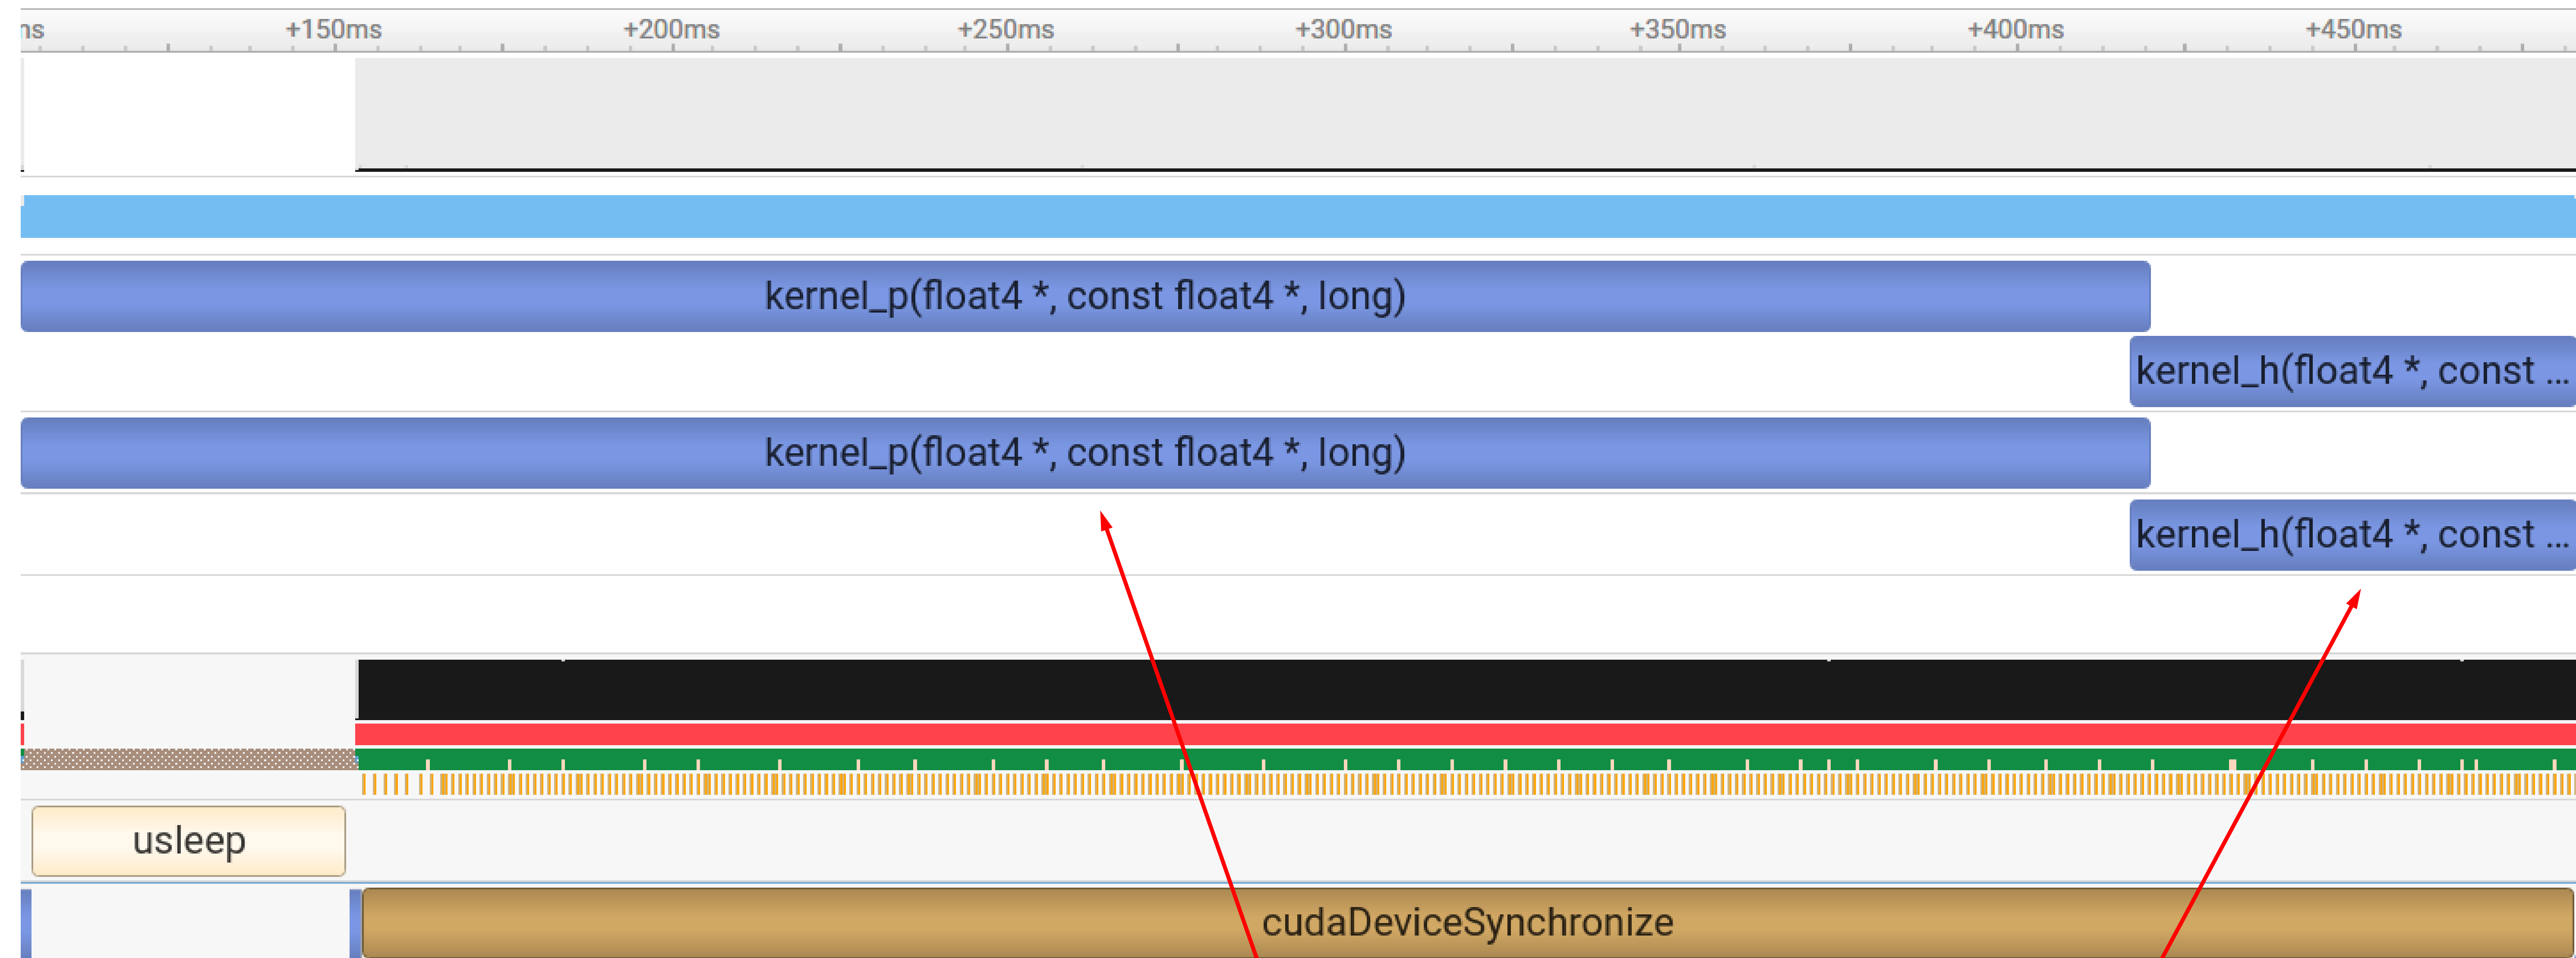 ns +150ms +200ms +250ms +300ms +350ms +400ms +450ms
kernel_p(float4 *, const float4 *, long)
kernel_h(float4 *, const ...
kernel_p(float4 *, const float4 *, long)
kernel_h(float4 *, const ...
usleep
cudaDeviceSynchronize